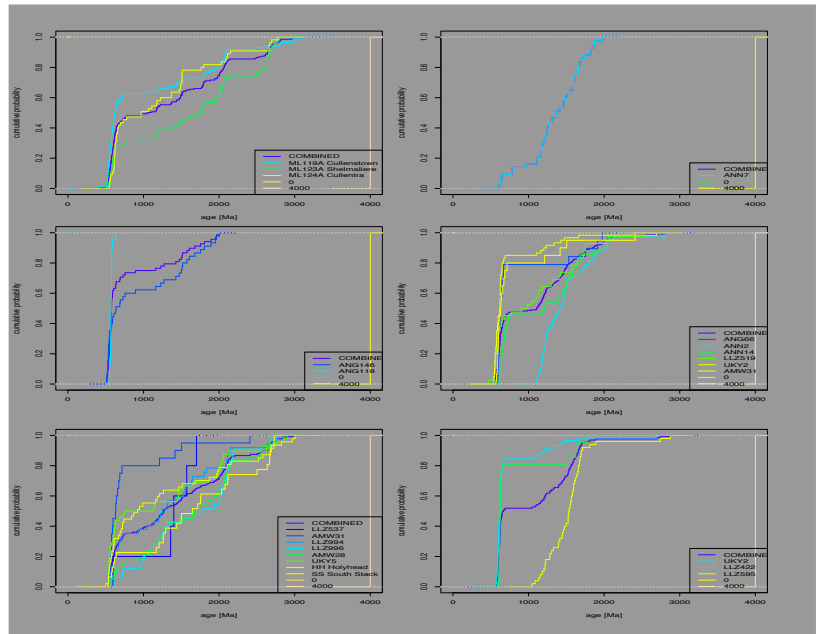 1.0
0.8
0.6
0.4
0.2
0.0
cumulative probability
COMBINED
ML119A Cullenstown
ML123A Shelmaliere
ML124A Cullentra
0
4000
0 1000 2000 3000 4000
age [Ma]
1.0
0.8
0.6
0.4
0.2
0.0
cumulative probability
COMBINE
ANN7
0
4000
0 1000 2000 3000 4000
age [Ma]
1.0
0.8
0.6
0.4
0.2
0.0
cumulative probability
COMBINE
ANG146
ANG118
0
4000
0 1000 2000 3000 4000
age [Ma]
1.0
0.8
0.6
0.4
0.2
0.0
cumulative probability
COMBINE
ANG66
ANN2
ANN14
LLZ519
UKY2
AMW31
0
4000
0 1000 2000 3000 4000
age [Ma]
1.0
0.8
0.6
0.4
0.2
0.0
cumulative probability
COMBINED
LLZ537
AMW31
LLZ994
LLZ996
AMW28
UKY5
HH Holyhead
SS South Stack
0
4000
0 1000 2000 3000 4000
age [Ma]
1.0
0.8
0.6
0.4
0.2
0.0
cumulative probability
COMBINE
UKY2
LLZ422
LLZ595
0
4000
0 1000 2000 3000 4000
age [Ma]